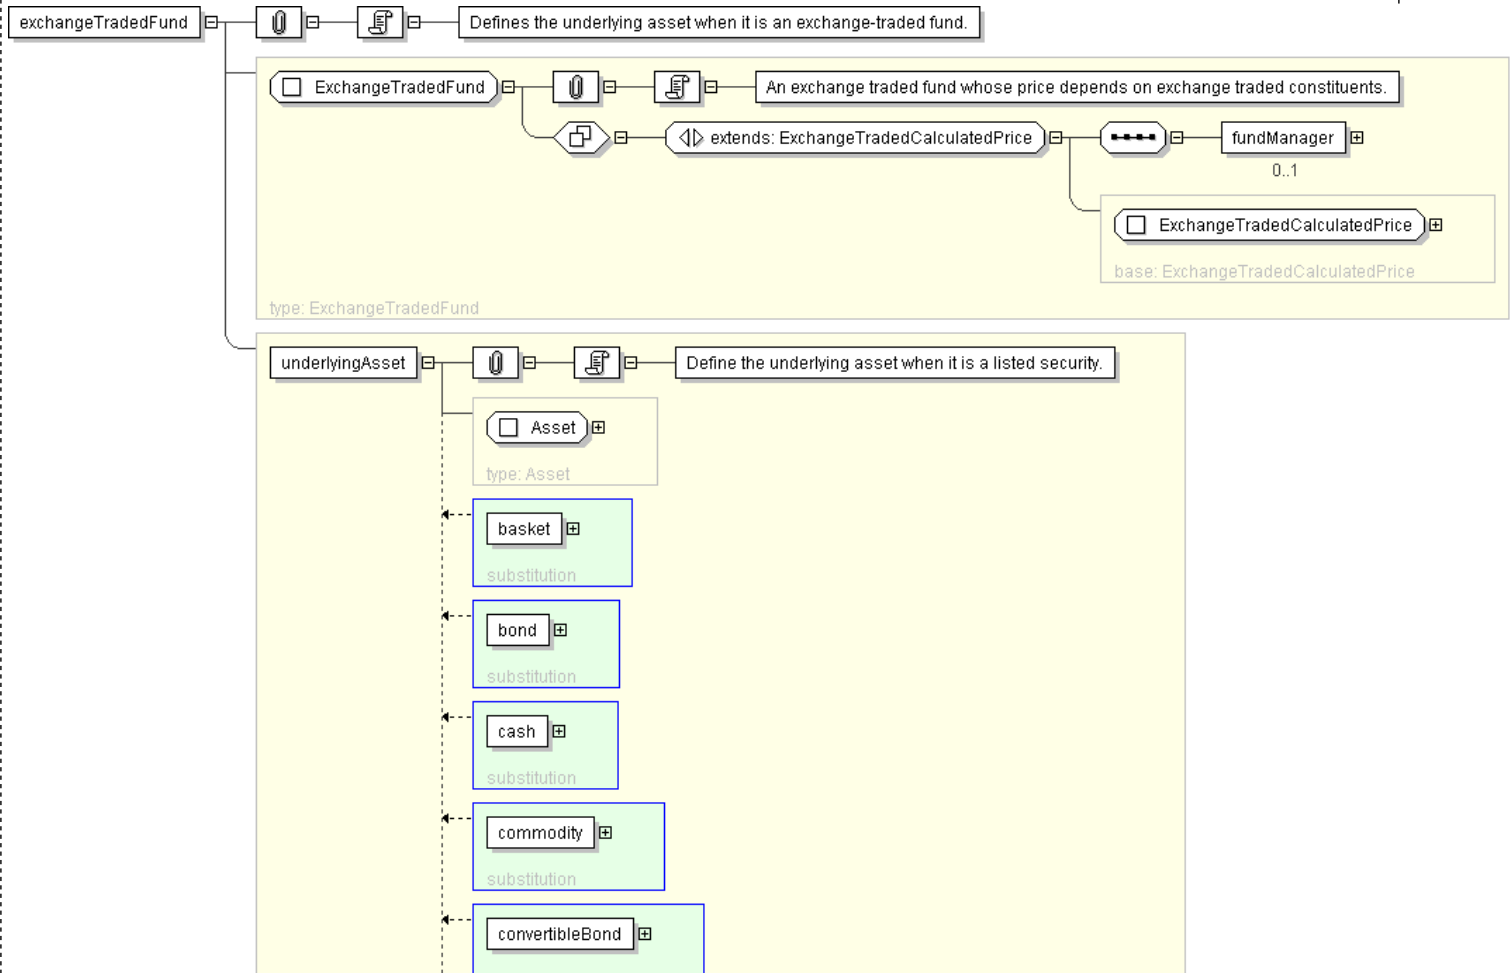 exchangeTradedFund
Defines the underlying asset when it is an exchange-traded fund.
ExchangeTradedFund
An exchange traded fund whose price depends on exchange traded constituents.
extends: ExchangeTradedCalculatedPrice
fundManager
0..1
ExchangeTradedCalculatedPrice
base: ExchangeTradedCalculatedPrice
type: ExchangeTradedFund
underlyingAsset
Define the underlying asset when it is a listed security.
Asset
type: Asset
basket
substitution
bond
substitution
cash
substitution
commodity
substitution
convertibleBond